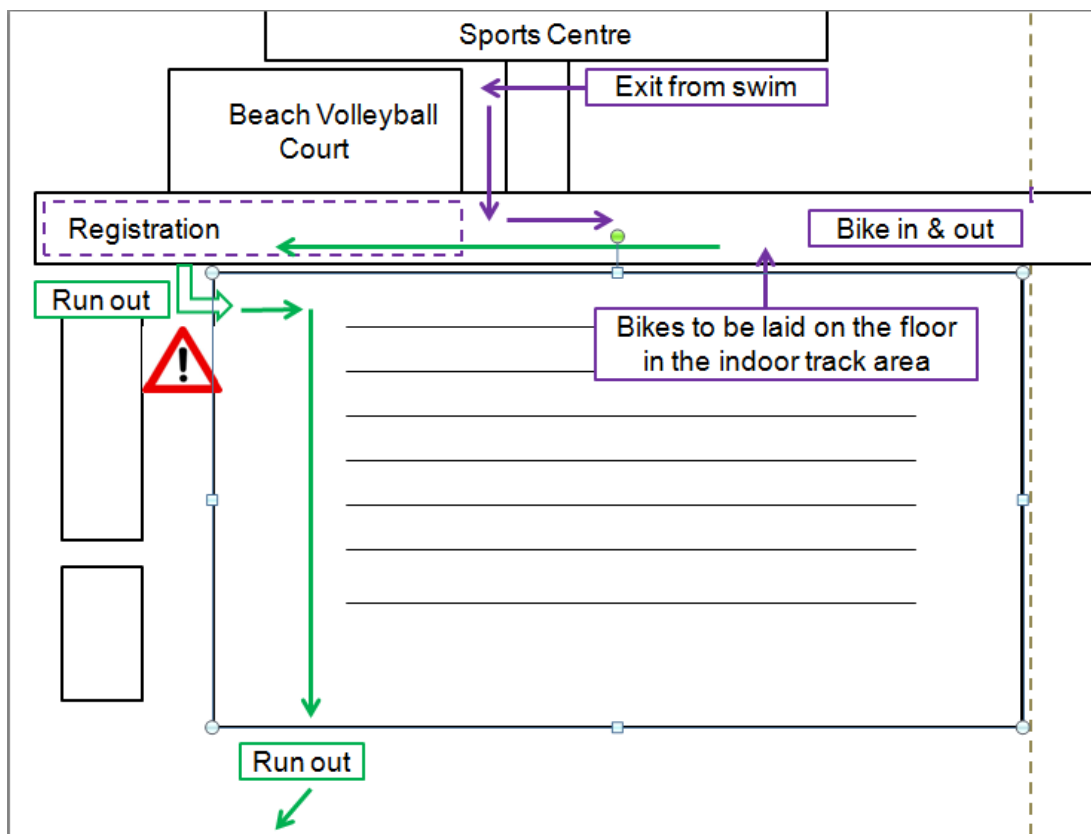 Sports Centre
Exit from swim
Beach Volleyball
Court
Registration
Bike in & out
Run out
Bikes to be laid on the floor
in the indoor track area
Run out